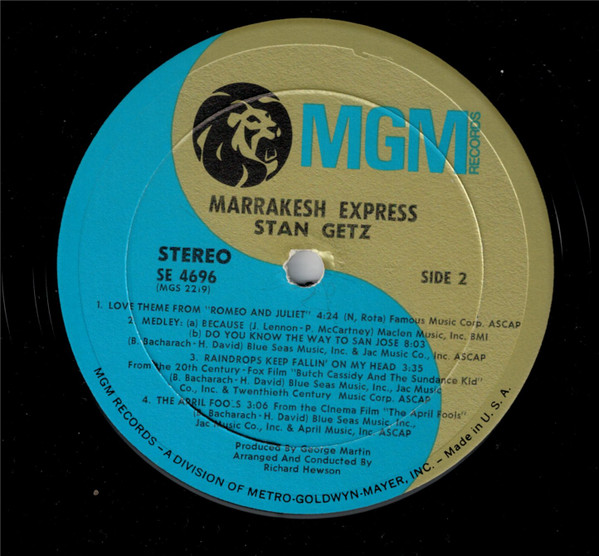 MGM
RECORDS
MARRAKESH EXPRESS
STAN GETZ
STEREO
SE 4696
(MGS 2219)
SIDE 2
1. LOVE THEME FROM "ROMEO AND JULIET" 4:24 (N, Rota) Famous Music Corp. ASCAP
2. MEDLEY: (a) BECAUSE (J. Lennon - P. McCartney) Maclen Music, Inc. BMI
(b) DO YOU KNOW THE WAY TO SAN JOSE 8:03
(B. Bacharach - H. David) Blue Seas Music, Inc. & Jac Music Co., Inc. ASCAP
3. RAINDROPS KEEP FALLIN' ON MY HEAD 3:35
From the 20th Century - Fox Film "Butch Cassidy And The Sundance Kid"
(B. Bacharach - H. David) Blue Seas Music, Inc., Jac Music
Co., Inc. & Twenthieth Century Music Corp. ASCAP
4. THE APRIL FOOLS 3:06 From the Cinema Film "The April Fools"
(B. Bacharach - H. David) Blue Seas Music, Inc.,
Jac Music Co., Inc. & April Music, Inc. ASCAP
Produced by George Martin
Arranged And Conducted By
Richard Hewson
MGM RECORDS – A DIVISION OF METRO-GOLDWYN-MAYER, INC. – Made in U. S. A.